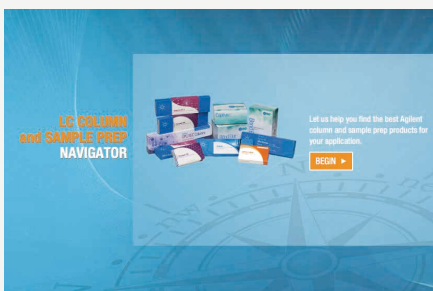 LC COLUMN
and SAMPLE PREP
NAVIGATOR
Let us help you find the best Agilent
column and sample prep products for
your application.
BEGIN ►